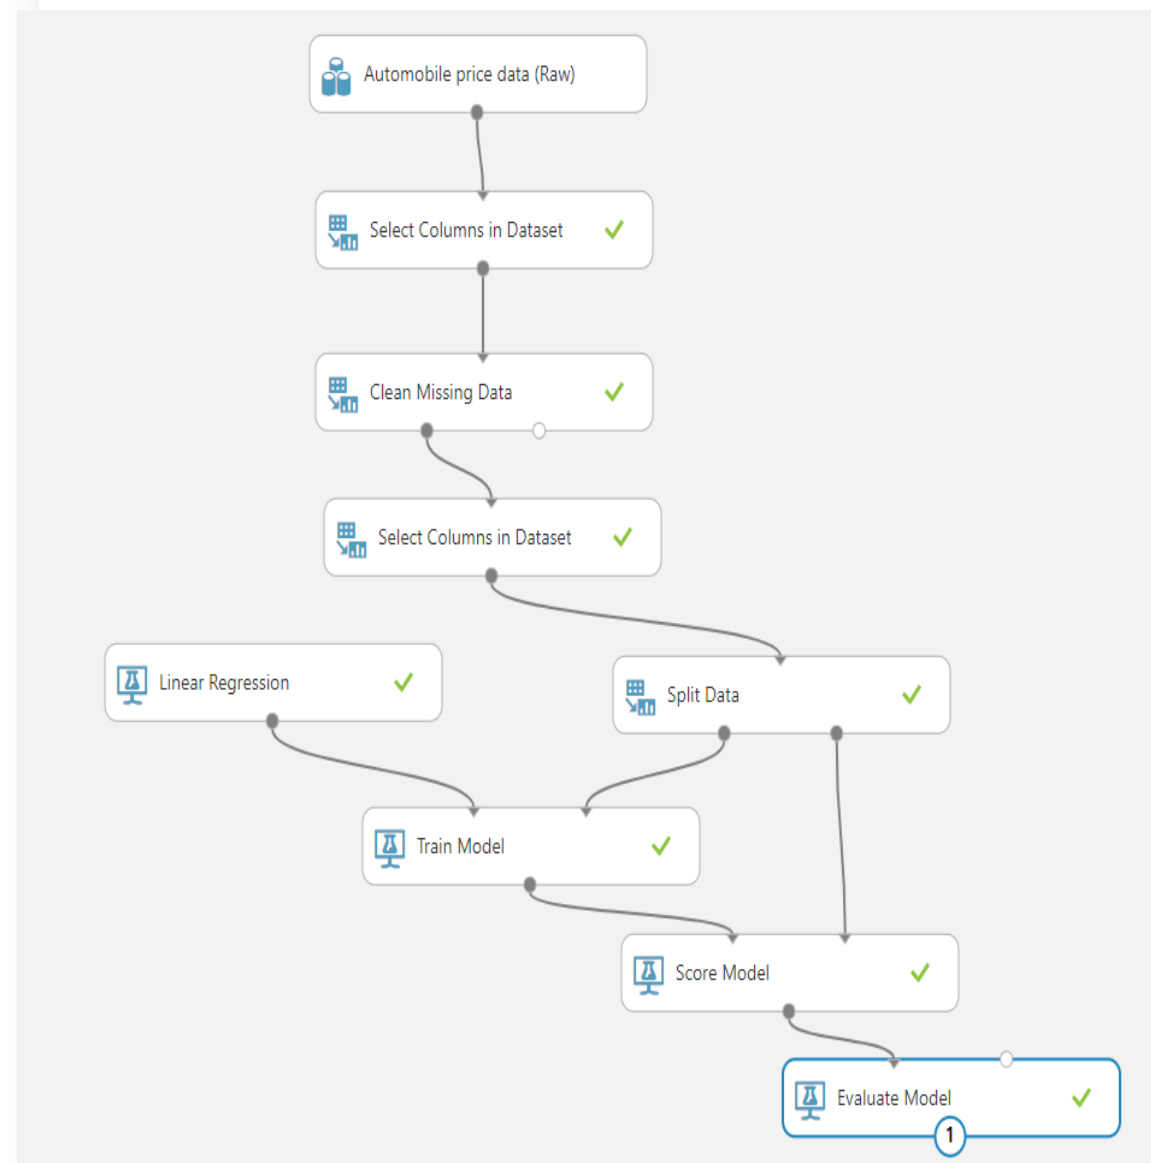 Automobile price data (Raw)
Select Columns in Dataset
Clean Missing Data
Select Columns in Dataset
Linear Regression
Split Data
Train Model
Score Model
Evaluate Model
1